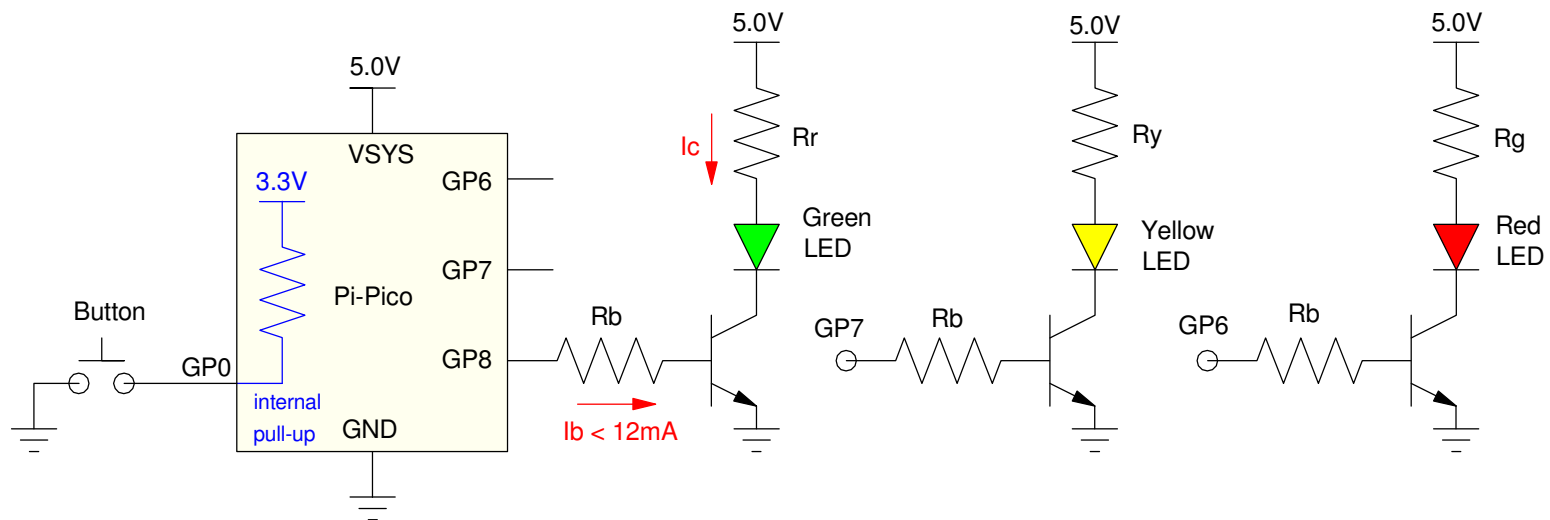 5.0V
VSYS
3.3V
GP6
GP7
Pi-Pico
GP8
Button
GP0
internal
pull-up
GND
Rb
Ib < 12mA
5.0V
Rr
Ic
Green
LED
5.0V
Ry
Yellow
LED
GP7
Rb
5.0V
Rg
Red
LED
GP6
Rb